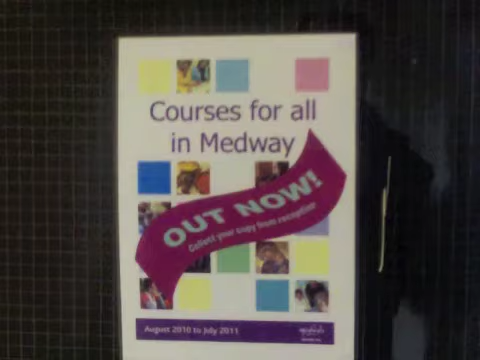 Courses for all
in Medway
OUT NOW!
Collect your copy from reception
August 2010 to July 2011